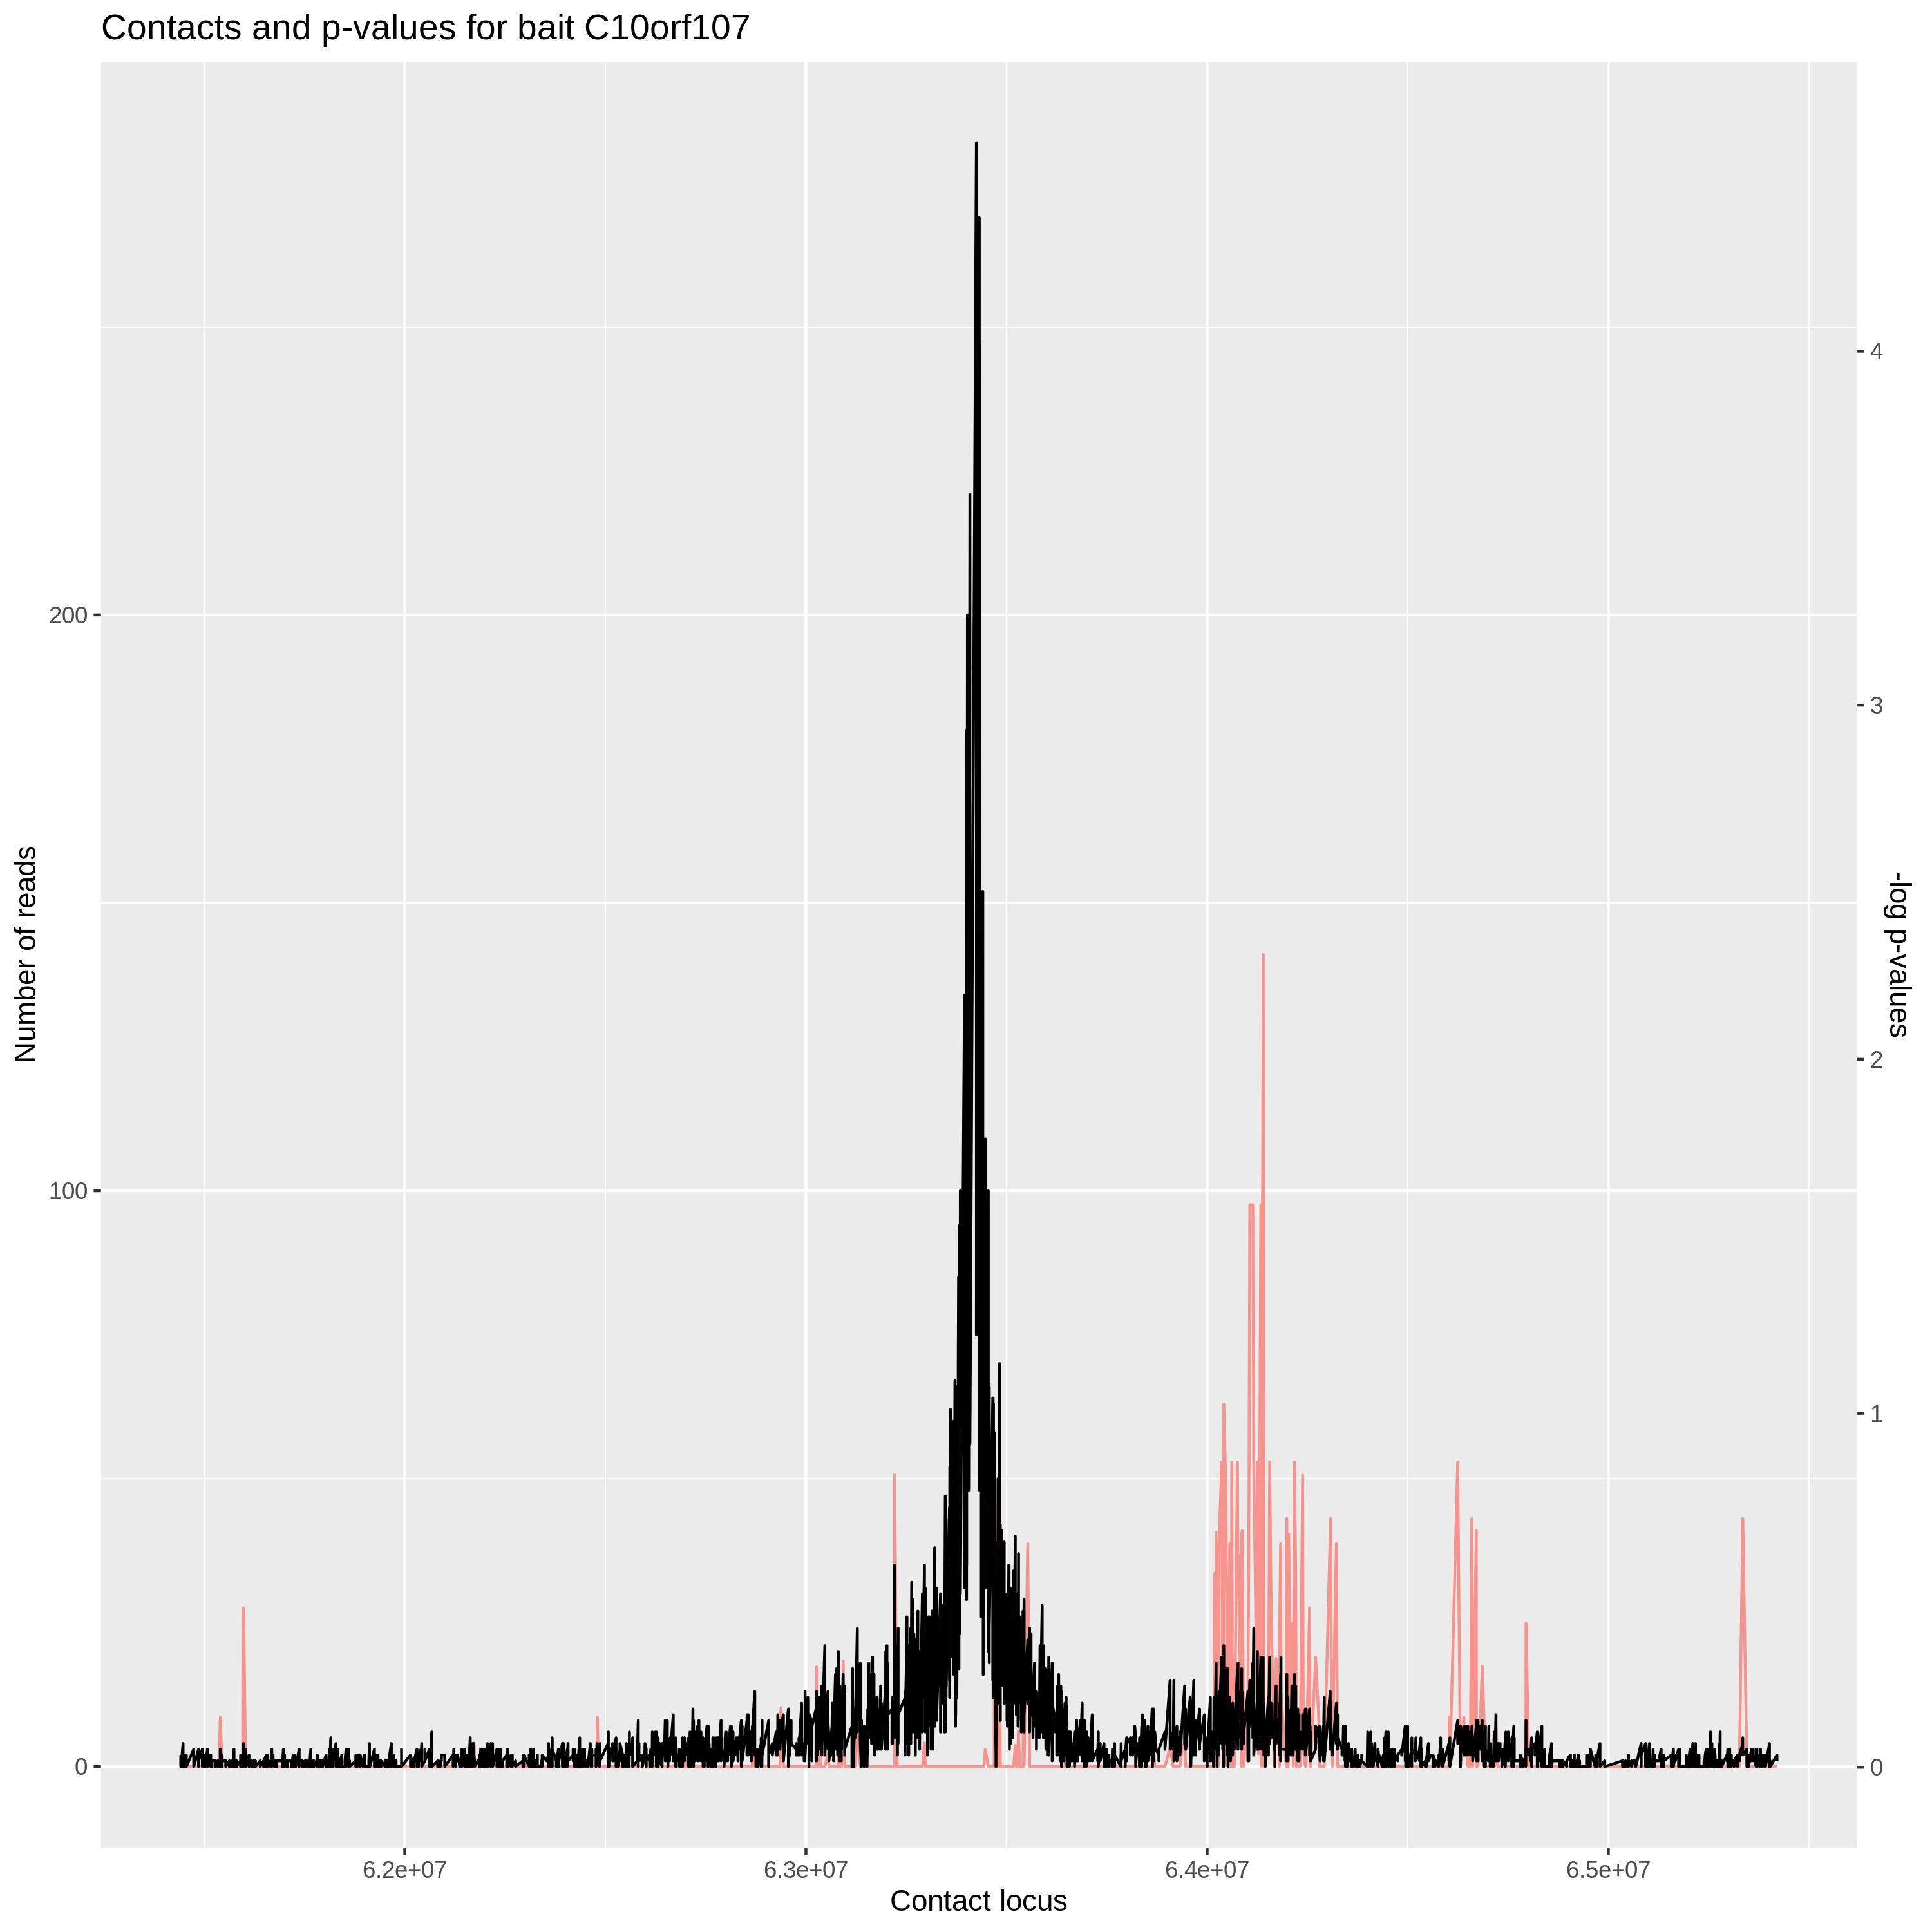 Contacts and p-values for bait C10orf107
Number of reads
200
100
0
4
3
2
1
0
-log p-values
6.2e+07
6.3e+07
6.4e+07
6.5e+07
Contact locus